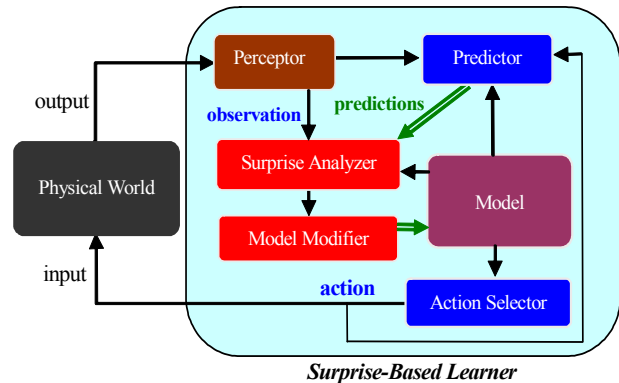 Perceptor
Predictor
output
observation
predictions
Surprise Analyzer
Physical World
Model
Model Modifier
input
action
Action Selector
Surprise-Based Learner